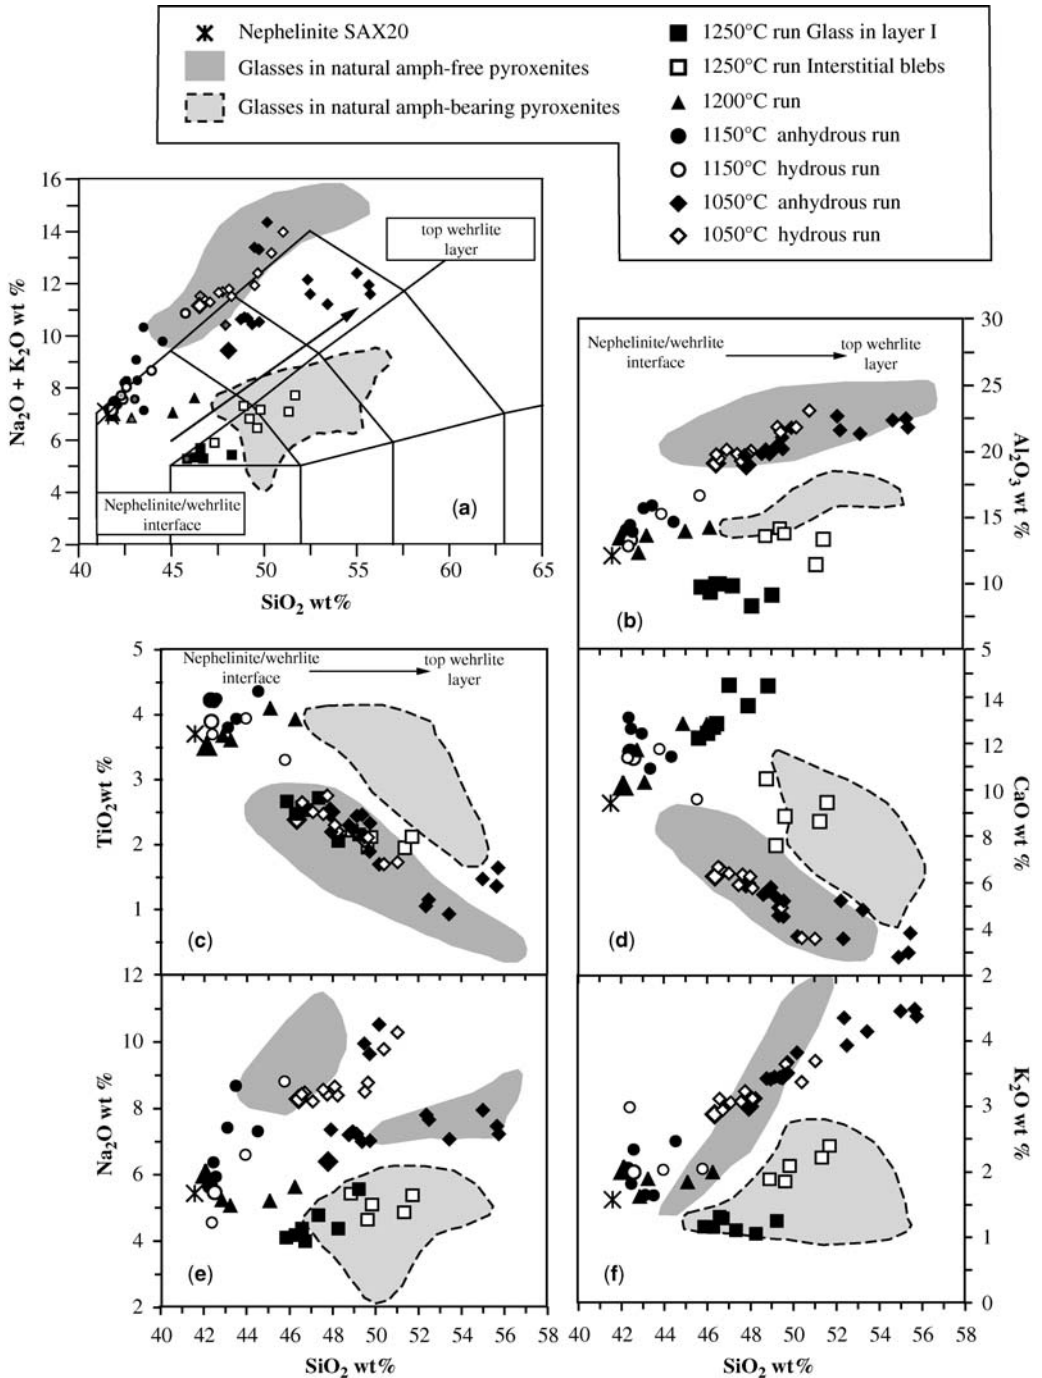 Nephelinite SAX20
Glasses in natural amph-free pyroxenites
Glasses in natural amph-bearing pyroxenites
1250°C run Glass in layer I
1250°C run Interstitial blebs
1200°C run
1150°C anhydrous run
1150°C hydrous run
1050°C anhydrous run
1050°C hydrous run
16
14
12
10
8
6
4
2
Na2O + K2O wt %
top wehrlite
layer
Nephelinite/wehrlite
interface
(a)
40
45
50
55
60
65
SiO2 wt%
30
25
20
15
10
5
Al2O3 wt %
Nephelinite/wehrlite
interface
top wehrlite
layer
(b)
5
4
3
2
1
TiO2wt %
Nephelinite/wehrlite
interface
top wehrlite
layer
(c)
14
12
10
8
6
4
2
CaO wt %
(d)
12
10
8
6
4
2
Na2O wt %
(e)
40 42 44 46 48 50 52 54 56 58
SiO2 wt%
4
3
2
1
0
K2O wt %
(f)
40 42 44 46 48 50 52 54 56 58
SiO2 wt%